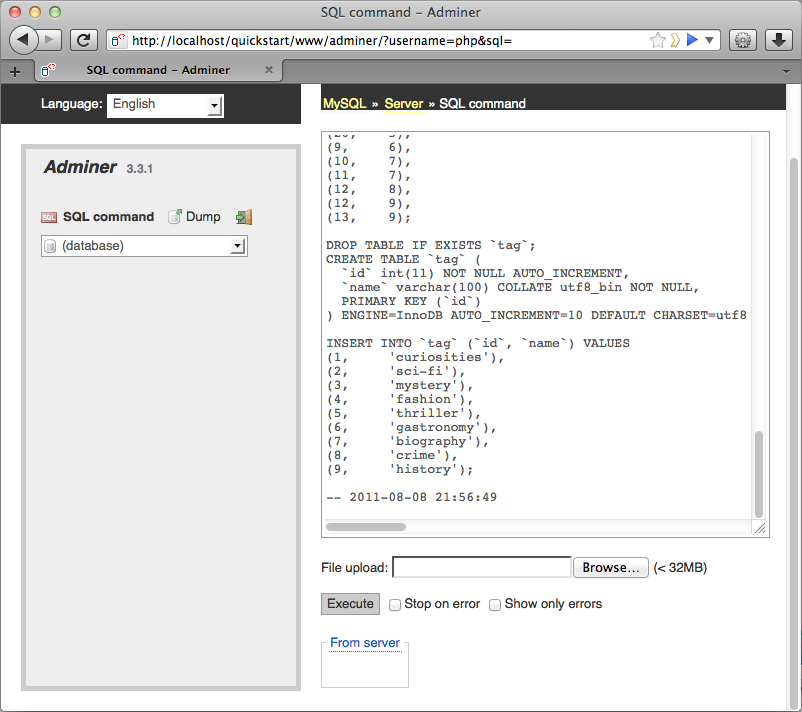 SQL command – Adminer
http://localhost/quickstart/www/adminer/?username=php&sql=
SQL command – Adminer
Language: English
MySQL » Server » SQL command
Adminer 3.3.1
SQL SQL command Dump
(database)
(9, 6),
(10, 7),
(11, 7),
(12, 8),
(12, 9),
(13, 9);
DROP TABLE IF EXISTS `tag`;
CREATE TABLE `tag` (
`id` int(11) NOT NULL AUTO_INCREMENT,
`name` varchar(100) COLLATE utf8_bin NOT NULL,
PRIMARY KEY (`id`)
) ENGINE=InnoDB AUTO_INCREMENT=10 DEFAULT CHARSET=utf8
INSERT INTO `tag` (`id`, `name`) VALUES
(1, 'curiosities'),
(2, 'sci-fi'),
(3, 'mystery'),
(4, 'fashion'),
(5, 'thriller'),
(6, 'gastronomy'),
(7, 'biography'),
(8, 'crime'),
(9, 'history');
-- 2011-08-08 21:56:49
File upload: Browse... (< 32MB)
Execute Stop on error Show only errors
From server